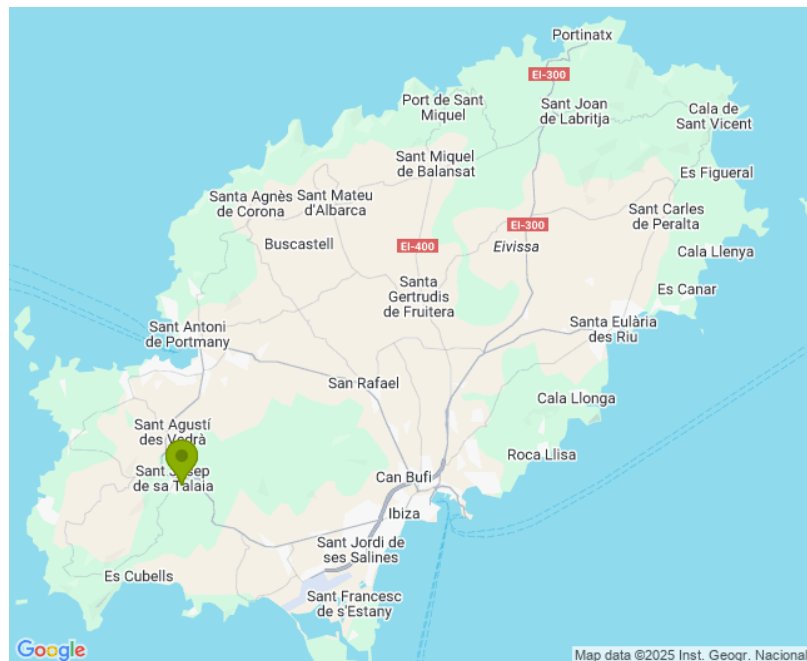 Portinatx
EI-300
Port de Sant
Miquel
Sant Joan
de Labritja
Cala de
Sant Vicent
Sant Miquel
de Balansat
Es Figueral
Santa Agnès
de Corona
Sant Mateu
d'Albarca
Sant Carles
de Peralta
EI-300
Buscastell
EI-400
Eivissa
Cala Llenya
Santa
Gertrudis
de Fruitera
Es Canar
Sant Antoni
de Portmany
Santa Eulària
des Riu
San Rafael
Cala Llonga
Sant Agustí
des Vedrà
Roca Llisa
Sant Josep
de sa Talaia
Can Bufi
Ibiza
Sant Jordi de
ses Salines
Es Cubells
Sant Francesc
de s'Estany
Google
Map data ©2025 Inst. Geogr. Nacional